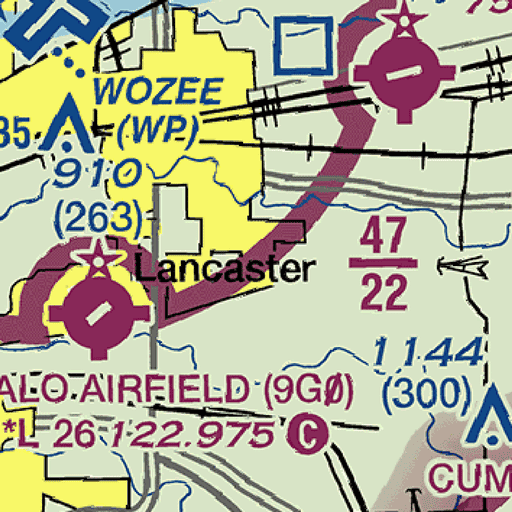 WOZEE
35 (WP)
910
(263)
47
22
Lancaster
1144
(300)
ALO AIRFIELD (9GØ)
*L 26 122.975 C
CUM